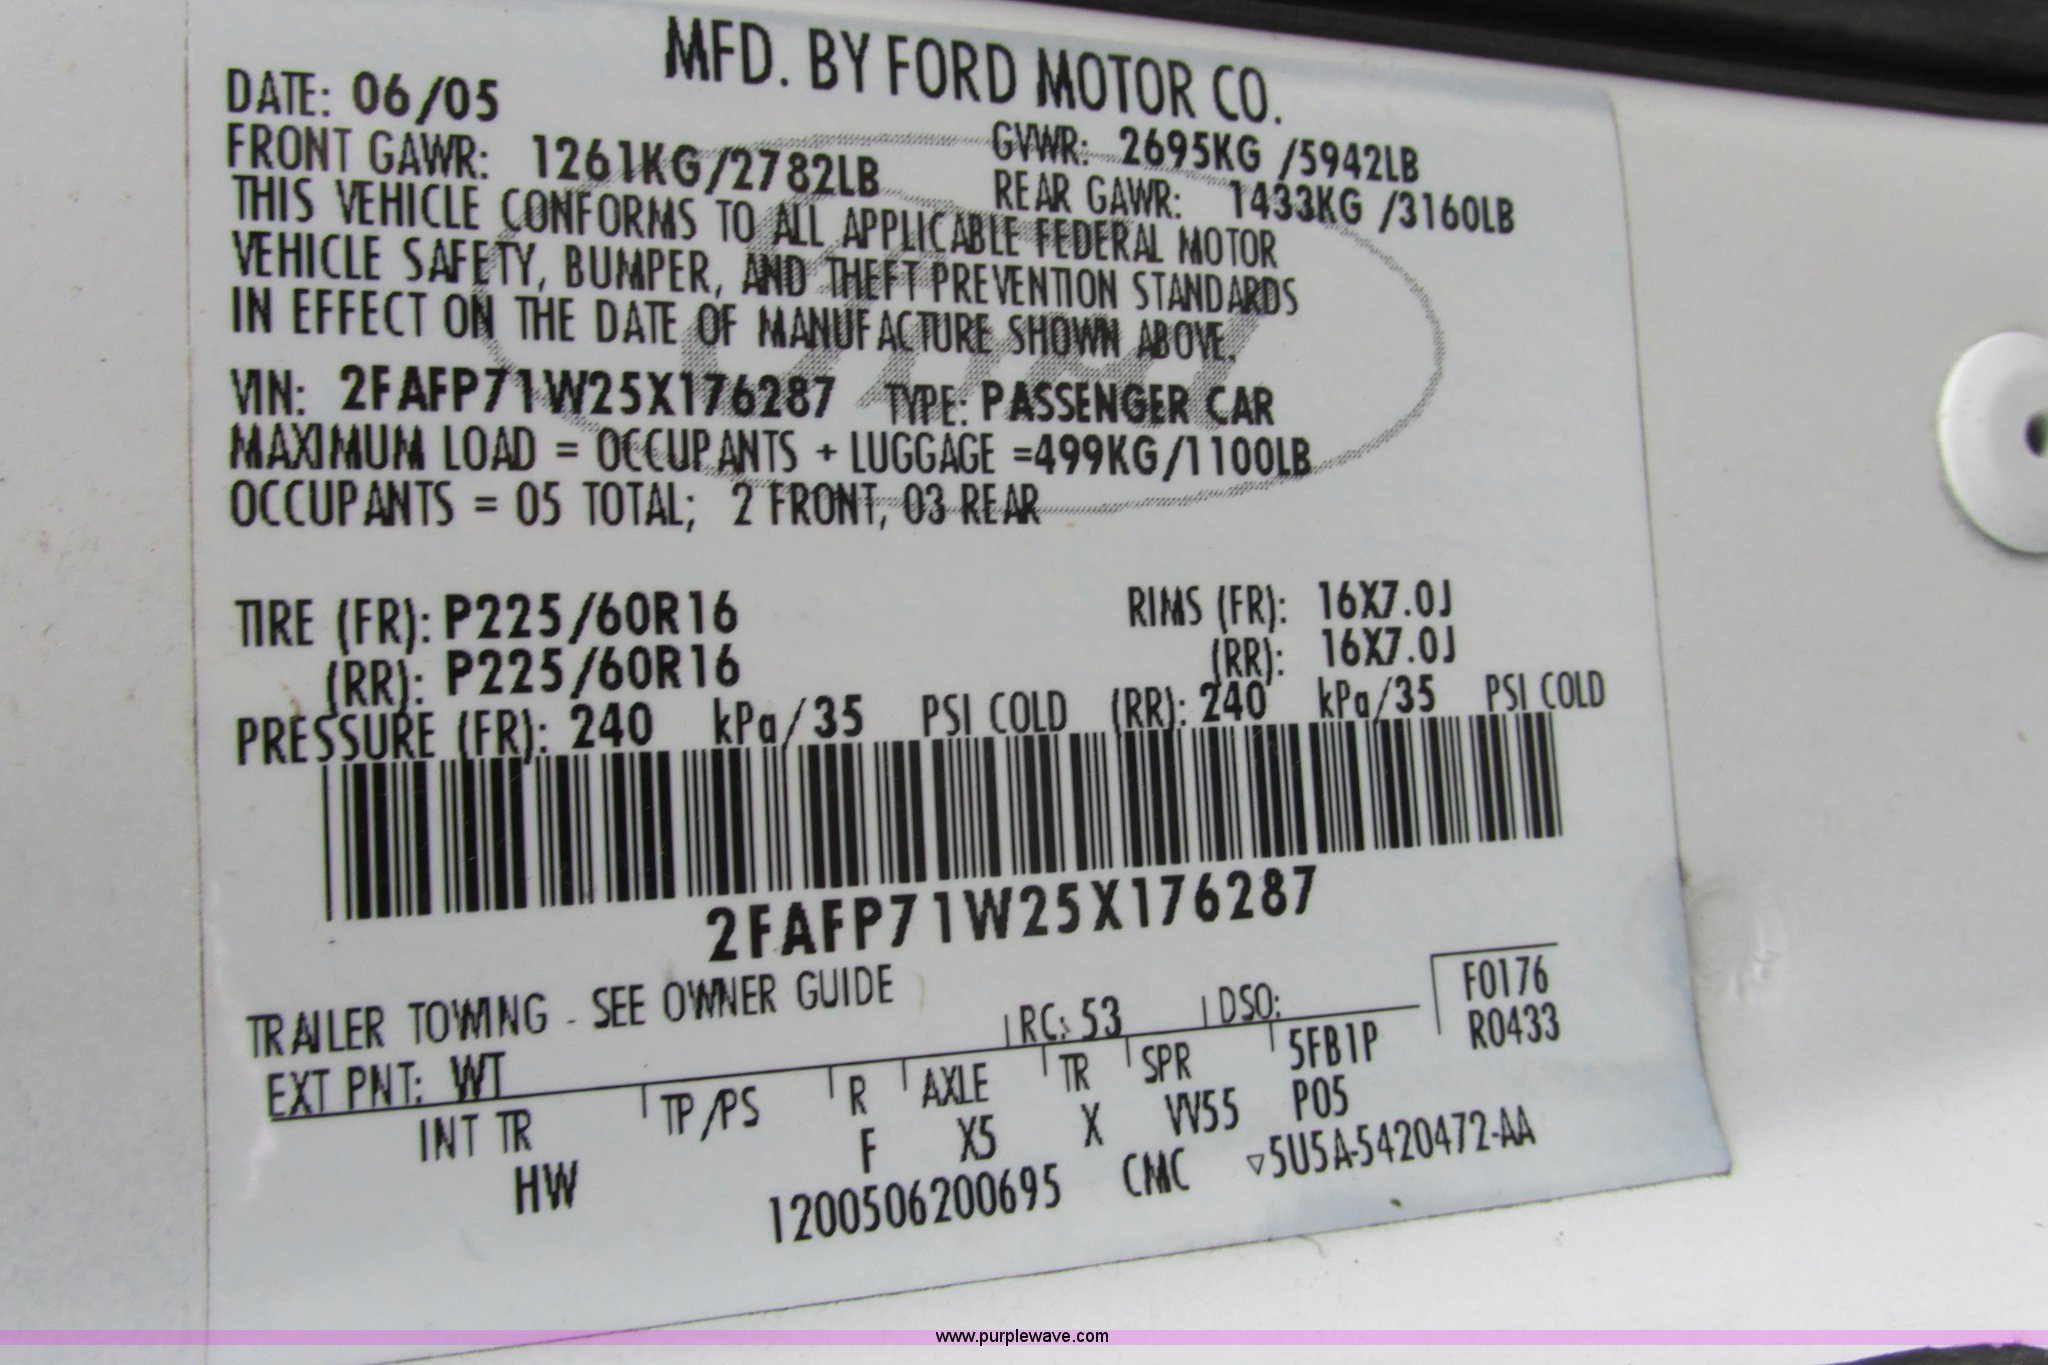 MFD. BY FORD MOTOR CO.
DATE: 06/05
FRONT GAWR: 1261KG/2782LB
GVWR: 2695KG /5942LB
REAR GAWR: 1433KG /3160LB
THIS VEHICLE CONFORMS TO ALL APPLICABLE FEDERAL MOTOR
VEHICLE SAFETY, BUMPER, AND THEFT PREVENTION STANDARDS
IN EFFECT ON THE DATE OF MANUFACTURE SHOWN ABOVE.
VIN: 2FAFP71W25X176287 TYPE: PASSENGER CAR
MAXIMUM LOAD = OCCUPANTS + LUGGAGE =499KG/1100LB
OCCUPANTS = 05 TOTAL; 2 FRONT, 03 REAR
TIRE (FR): P225/60R16 RIMS (FR): 16X7.0J
(RR): P225/60R16 (RR): 16X7.0J
PRESSURE (FR): 240 kPa/35 PSI COLD (RR): 240 kPa/35 PSI COLD
2FAFP71W25X176287
TRAILER TOWING - SEE OWNER GUIDE
EXT PNT: WT RC: 53 DSO: F0176
R0433
INT TR TP/PS R AXLE TR SPR 5FB1P
HW F X5 X VV55 P05
1200506200695 CMC ▽5U5A-5420472-AA
Ford
www.purplewave.com